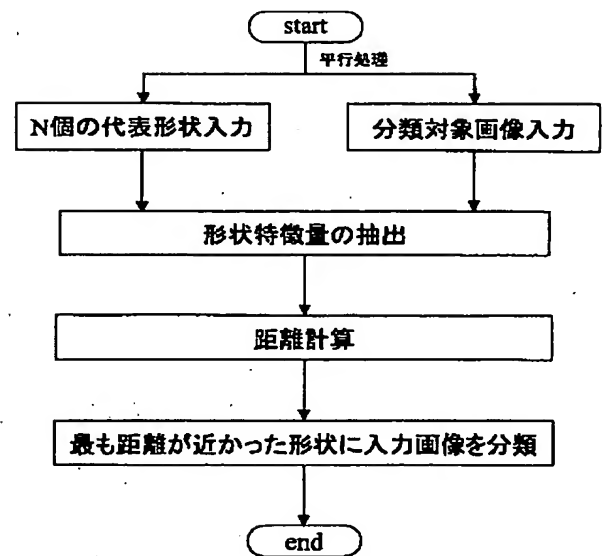 start
平行処理
N個の代表形状入力
分類対象画像入力
形状特徴量の抽出
距離計算
最も距離が近かった形状に入力画像を分類
end